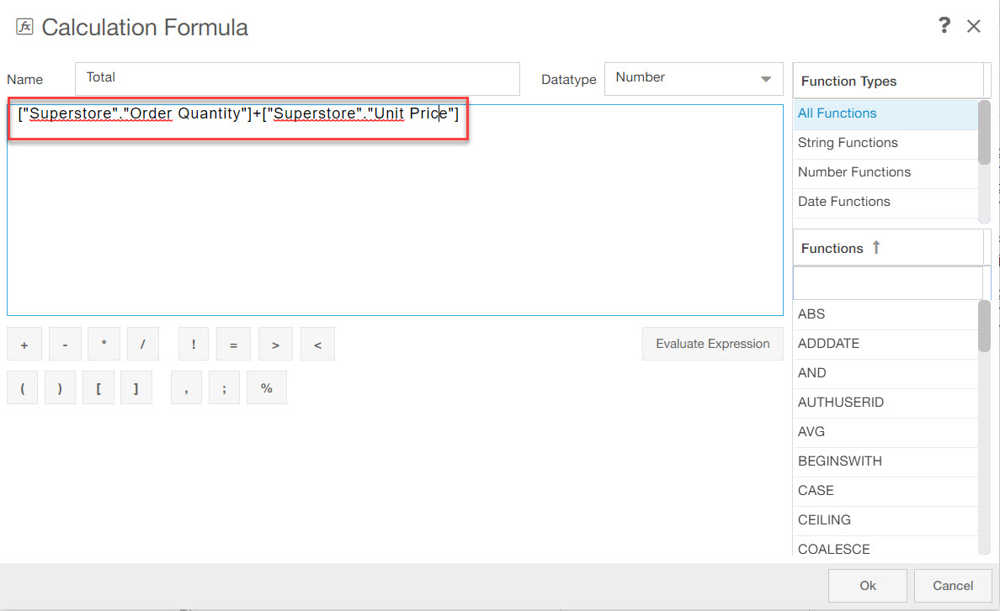 fx Calculation Formula
? ×
Name
Total
Datatype
Number
["Superstore"."Order Quantity"]+["Superstore"."Unit Price"]
+ - * / ! = > <
Evaluate Expression
( ) [ ] , ; %
Function Types
All Functions
String Functions
Number Functions
Date Functions
Functions ↑
ABS
ADDDATE
AND
AUTHUSERID
AVG
BEGINSWITH
CASE
CEILING
COALESCE
Ok
Cancel